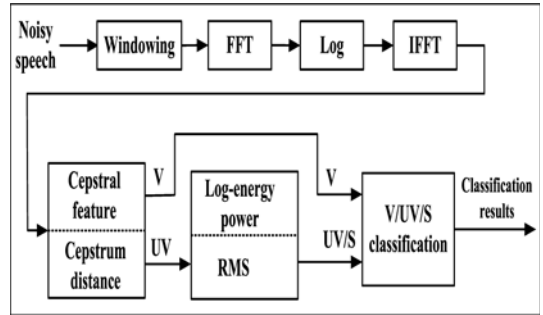 Noisy
speech
Windowing
FFT
Log
IFFT
Cepstral
feature
Cepstrum
distance
V
UV
Log-energy
power
RMS
V
UV/S
V/UV/S
classification
Classification
results